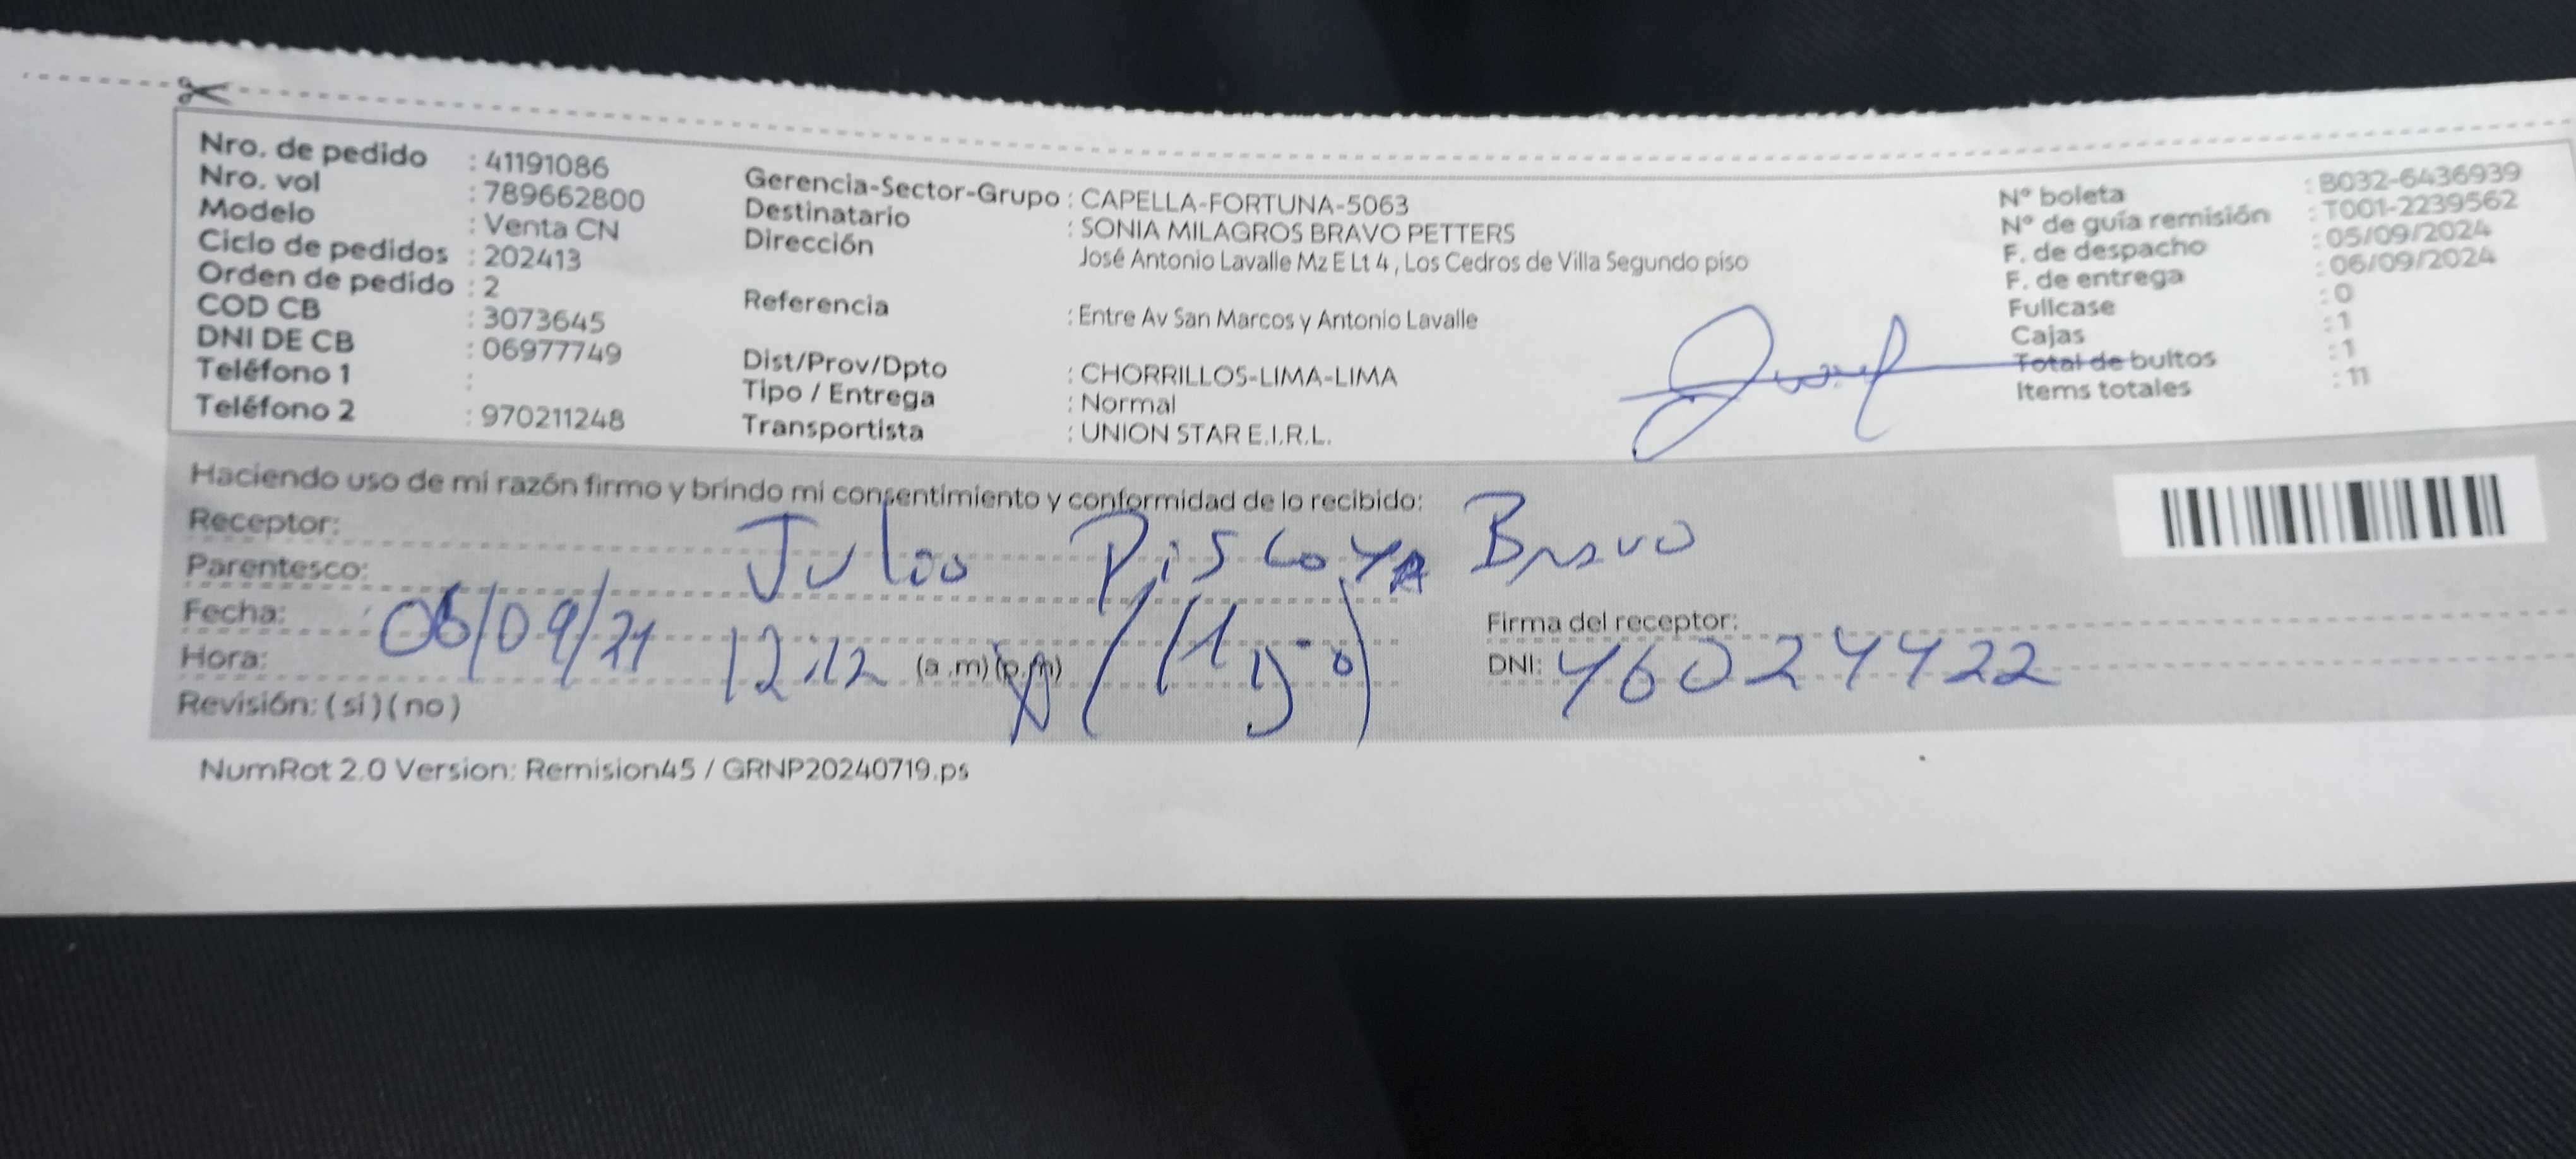 Nro. de pedido : 41191086
Nro. vol : 789662800
Modelo : Venta CN
Ciclo de pedidos : 202413
Orden de pedido : 2
COD CB : 3073645
DNI DE CB : 06977749
Teléfono 1 :
Teléfono 2 : 970211248
Gerencia-Sector-Grupo : CAPELLA-FORTUNA-5063
Destinatario : SONIA MILAGROS BRAVO PETTERS
Dirección José Antonio Lavalle Mz E Lt 4 , Los Cedros de Villa Segundo piso
Referencia : Entre Av San Marcos y Antonio Lavalle
Dist/Prov/Dpto : CHORRILLOS-LIMA-LIMA
Tipo / Entrega : Normal
Transportista : UNION STAR E.I.R.L.
N° boleta : B032-6436939
N° de guía remisión : T001-2239562
F. de despacho : 05/09/2024
F. de entrega : 06/09/2024
Fullcase : 0
Cajas : 1
Total de bultos : 1
Items totales : 11
Haciendo uso de mi razón firmo y brindo mi consentimiento y conformidad de lo recibido:
Receptor: Julio Piscoya Bravo
Parentesco: (Hijo)
Fecha: 06/09/21
Hora: 12:12 (a.m) (p.m)
Revisión: ( si ) ( no )
Firma del receptor:
DNI: 46024422
NumRot 2.0 Version: Remision45 / GRNP20240719.ps